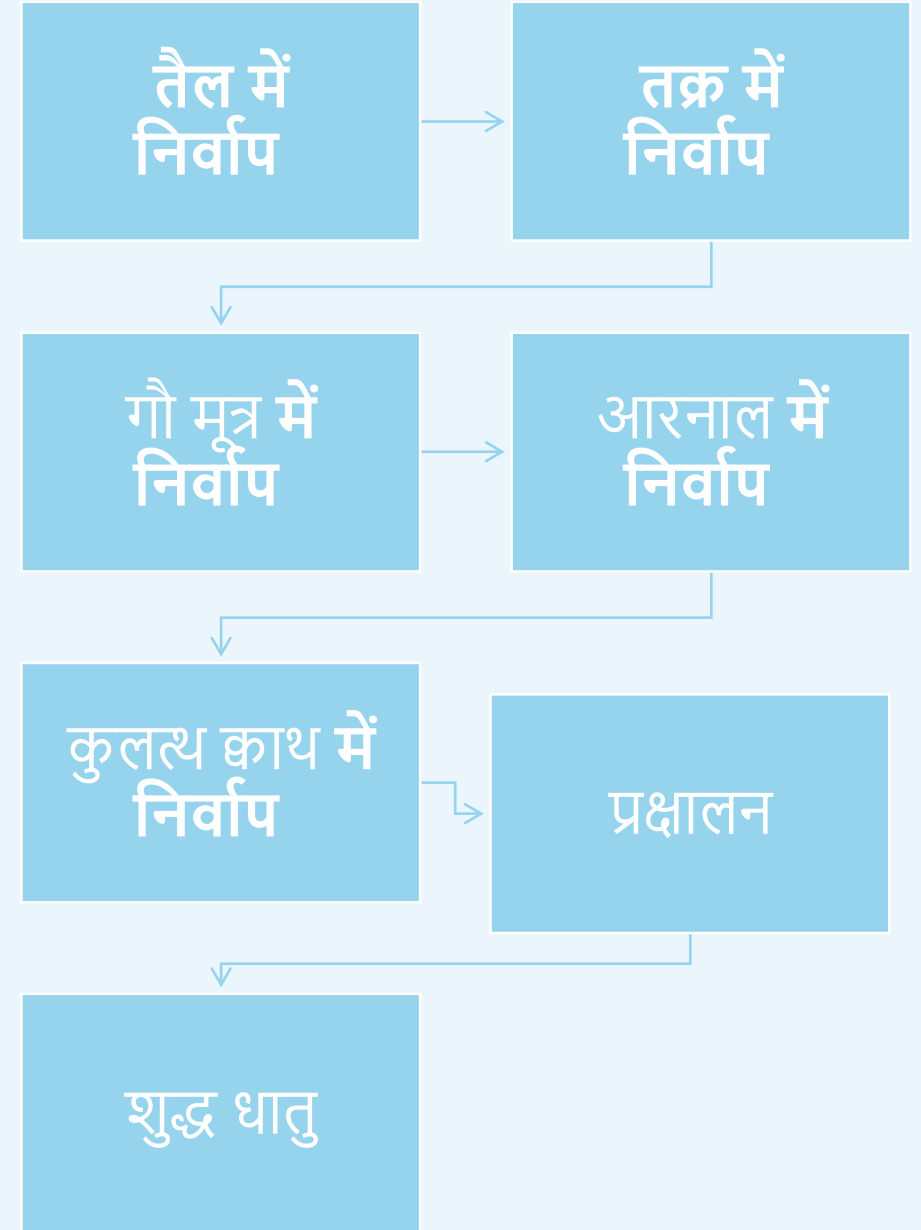 तैल में
निर्वाप
तक्र में
निर्वाप
गौ मूत्र में
निर्वाप
आरनाल में
निर्वाप
कुलत्थ क्वाथ में
निर्वाप
प्रक्षालन
शुद्ध धातु